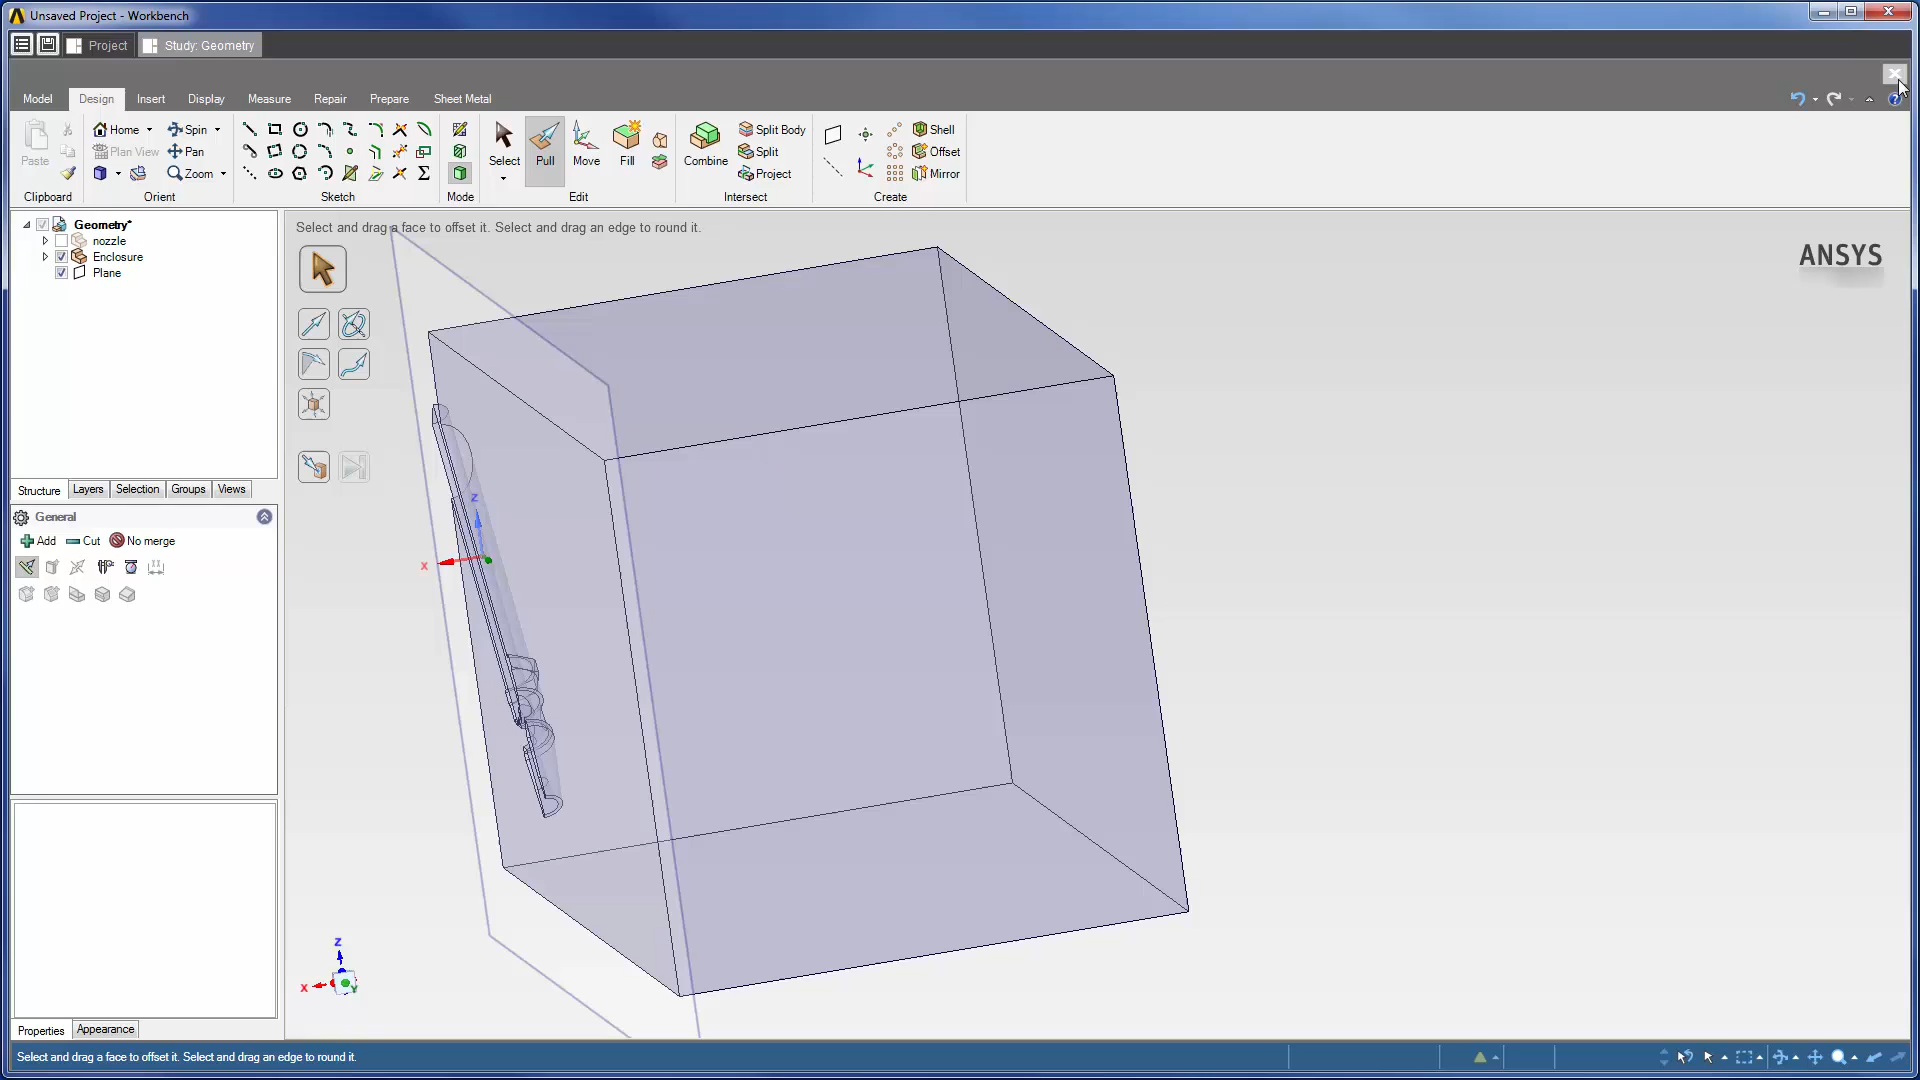 Unsaved Project - Workbench
Project
Study: Geometry
Model Design Insert Display Measure Repair Prepare Sheet Metal
Paste
Clipboard
Home Spin
Plan View Pan
Zoom
Orient
Sketch
Mode
Select Pull Move Fill
Edit
Combine
Split Body
Split
Project
Intersect
Shell
Offset
Mirror
Create
Geometry*
nozzle
Enclosure
Plane
Structure Layers Selection Groups Views
General
Add Cut No merge
Properties Appearance
Select and drag a face to offset it. Select and drag an edge to round it.
ANSYS
Z
X
Z
X
Y
Select and drag a face to offset it. Select and drag an edge to round it.